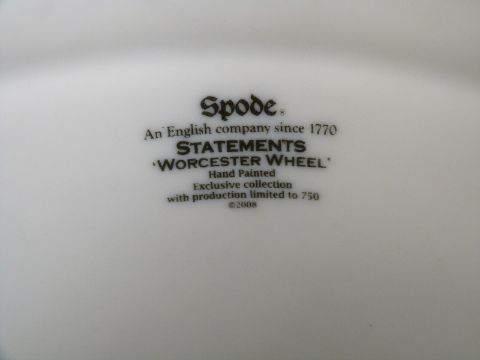 Spode®
An English company since 1770
STATEMENTS
'WORCESTER WHEEL'
Hand Painted
Exclusive collection
with production limited to 750
©2008